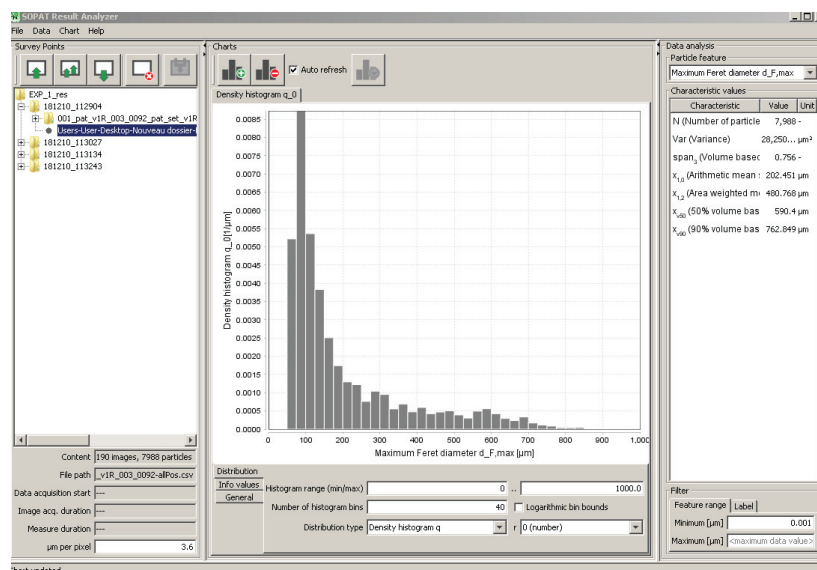 SOPAT Result Analyzer
File Data Chart Help
Survey Points
EXP_1_res
181210_112904
001_pat_v1R_003_0092_pat_set_v1R
Users-User-Desktop-Nouveau dossier-
181210_113027
181210_113134
181210_113243
Content 190 images, 7988 particles
File path _v1R_003_0092-allPos.csv
Data acquisition start ---
Image acq. duration ---
Measure duration ---
µm per pixel 3.6
Charts
Auto refresh
Density histogram q_0
Density histogram q_0[1/µm]
0.0085
0.0080
0.0075
0.0070
0.0065
0.0060
0.0055
0.0050
0.0045
0.0040
0.0035
0.0030
0.0025
0.0020
0.0015
0.0010
0.0005
0.0000
0 100 200 300 400 500 600 700 800 900 1,000
Maximum Feret diameter d_F,max [µm]
Distribution
Info values
General
Histogram range (min/max) 0 .. 1000.0
Number of histogram bins 40 Logarithmic bin bounds
Distribution type Density histogram q r 0 (number)
Data analysis
Particle feature
Maximum Feret diameter d_F,max
Characteristic values
Characteristic Value Unit
N (Number of particle 7,988 -
Var (Variance) 28,250... µm²
span₃ (Volume based 0.756 -
x₁,₀ (Arithmetic mean 202.451 µm
x₁,₂ (Area weighted m 480.768 µm
xᵥ₅₀ (50% volume bas 590.4 µm
xᵥ₉₀ (90% volume bas 762.849 µm
Filter
Feature range Label
Minimum [µm] 0.001
Maximum [µm] <maximum data value>